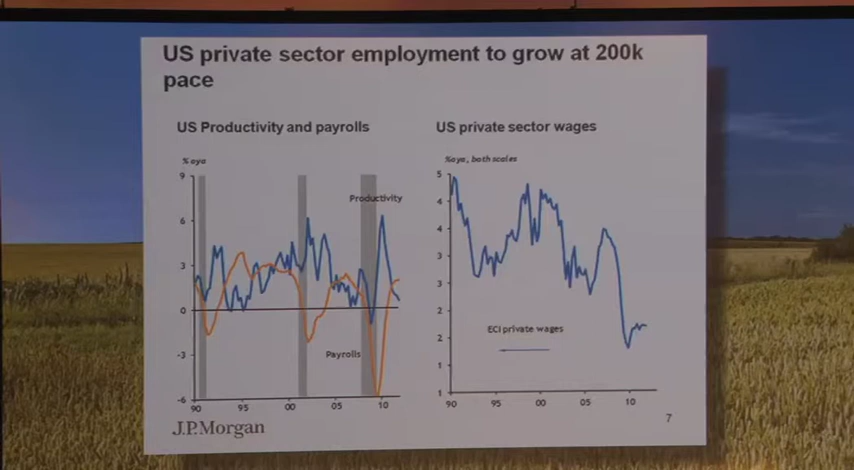 US private sector employment to grow at 200k
pace
US Productivity and payrolls
%oya
9
6
3
0
-3
-6
90
95
00
05
10
Productivity
Payrolls
US private sector wages
%oya, both scales
5
4
4
3
3
2
2
1
1
90
95
00
05
10
ECI private wages
J.P.Morgan
7